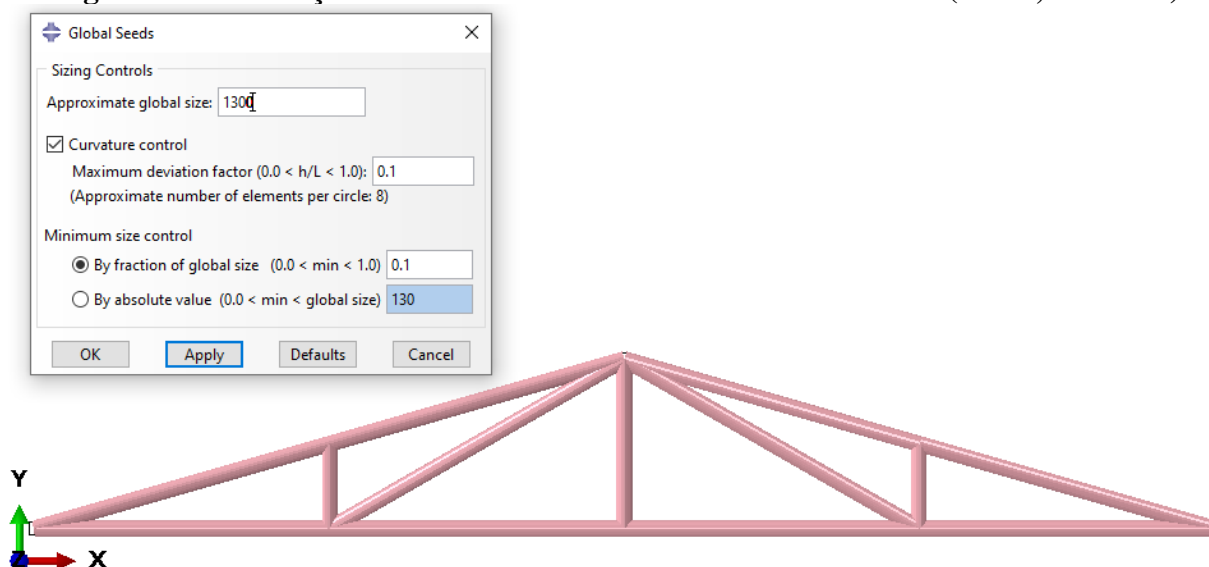 Global Seeds
Sizing Controls
Approximate global size: 1300
Curvature control
Maximum deviation factor (0.0 < h/L < 1.0): 0.1
(Approximate number of elements per circle: 8)
Minimum size control
By fraction of global size (0.0 < min < 1.0) 0.1
By absolute value (0.0 < min < global size) 130
OK Apply Defaults Cancel
Y
Z
X